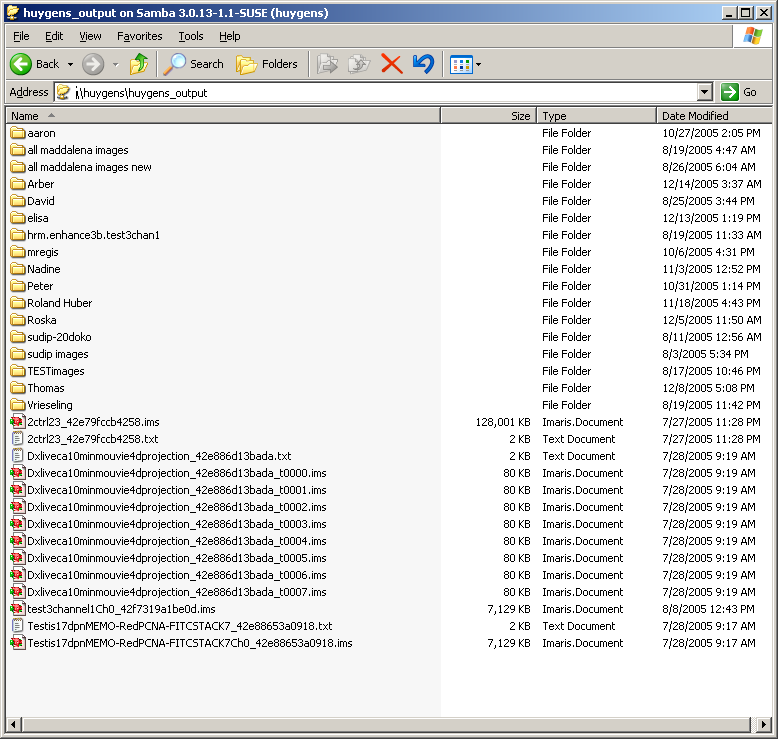 huygens_output on Samba 3.0.13-1.1-SUSE (huygens)
File Edit View Favorites Tools Help
Back Search Folders
Address \\huygens\huygens_output Go
Name Size Type Date Modified
aaron File Folder 10/27/2005 2:05 PM
all maddalena images File Folder 8/19/2005 4:47 AM
all maddalena images new File Folder 8/26/2005 6:04 AM
Arber File Folder 12/14/2005 3:37 AM
David File Folder 8/25/2005 3:44 PM
elisa File Folder 12/13/2005 1:19 PM
hrm.enhance3b.test3chan1 File Folder 8/19/2005 11:33 AM
mregis File Folder 10/6/2005 4:31 PM
Nadine File Folder 11/3/2005 12:52 PM
Peter File Folder 10/31/2005 1:14 PM
Roland Huber File Folder 11/18/2005 4:43 PM
Roska File Folder 12/5/2005 11:50 AM
sudip-20doko File Folder 8/11/2005 12:56 AM
sudip images File Folder 8/3/2005 5:34 PM
TESTimages File Folder 8/17/2005 10:46 PM
Thomas File Folder 12/8/2005 5:08 PM
Vrieseling File Folder 8/19/2005 11:42 PM
2ctrl23_42e79fccb4258.ims 128,001 KB Imaris.Document 7/27/2005 11:28 PM
2ctrl23_42e79fccb4258.txt 2 KB Text Document 7/27/2005 11:28 PM
Dxliveca10minmouvie4dprojection_42e886d13bada.txt 2 KB Text Document 7/28/2005 9:19 AM
Dxliveca10minmouvie4dprojection_42e886d13bada_t0000.ims 80 KB Imaris.Document 7/28/2005 9:19 AM
Dxliveca10minmouvie4dprojection_42e886d13bada_t0001.ims 80 KB Imaris.Document 7/28/2005 9:19 AM
Dxliveca10minmouvie4dprojection_42e886d13bada_t0002.ims 80 KB Imaris.Document 7/28/2005 9:19 AM
Dxliveca10minmouvie4dprojection_42e886d13bada_t0003.ims 80 KB Imaris.Document 7/28/2005 9:19 AM
Dxliveca10minmouvie4dprojection_42e886d13bada_t0004.ims 80 KB Imaris.Document 7/28/2005 9:19 AM
Dxliveca10minmouvie4dprojection_42e886d13bada_t0005.ims 80 KB Imaris.Document 7/28/2005 9:19 AM
Dxliveca10minmouvie4dprojection_42e886d13bada_t0006.ims 80 KB Imaris.Document 7/28/2005 9:19 AM
Dxliveca10minmouvie4dprojection_42e886d13bada_t0007.ims 80 KB Imaris.Document 7/28/2005 9:19 AM
test3channel1Ch0_42f7319a1be0d.ims 7,129 KB Imaris.Document 8/8/2005 12:43 PM
Testis17dpnMEMO-RedPCNA-FITCSTACK7_42e88653a0918.txt 2 KB Text Document 7/28/2005 9:17 AM
Testis17dpnMEMO-RedPCNA-FITCSTACK7Ch0_42e88653a0918.ims 7,129 KB Imaris.Document 7/28/2005 9:17 AM